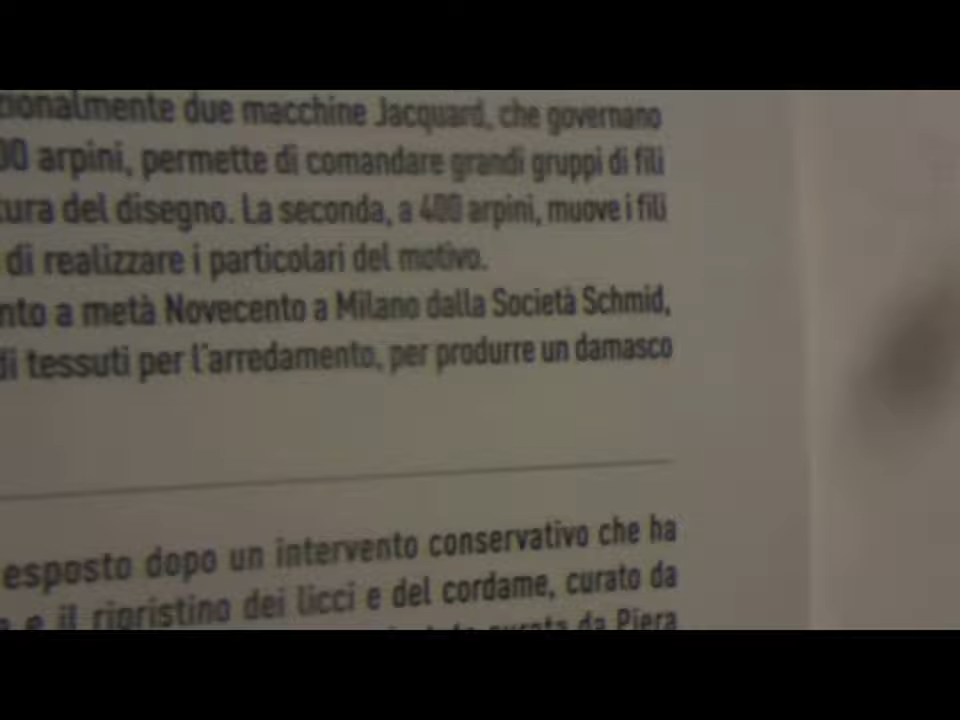 zionalmente due macchine Jacquard, che governano
00 arpini, permette di comandare grandi gruppi di fili
tura del disegno. La seconda, a 400 arpini, muove i fili
di realizzare i particolari del motivo.
nto a metà Novecento a Milano dalla Società Schmid,
di tessuti per l'arredamento, per produrre un damasco
esposto dopo un intervento conservativo che ha
e il ripristino dei licci e del cordame, curato da
curata da Piera